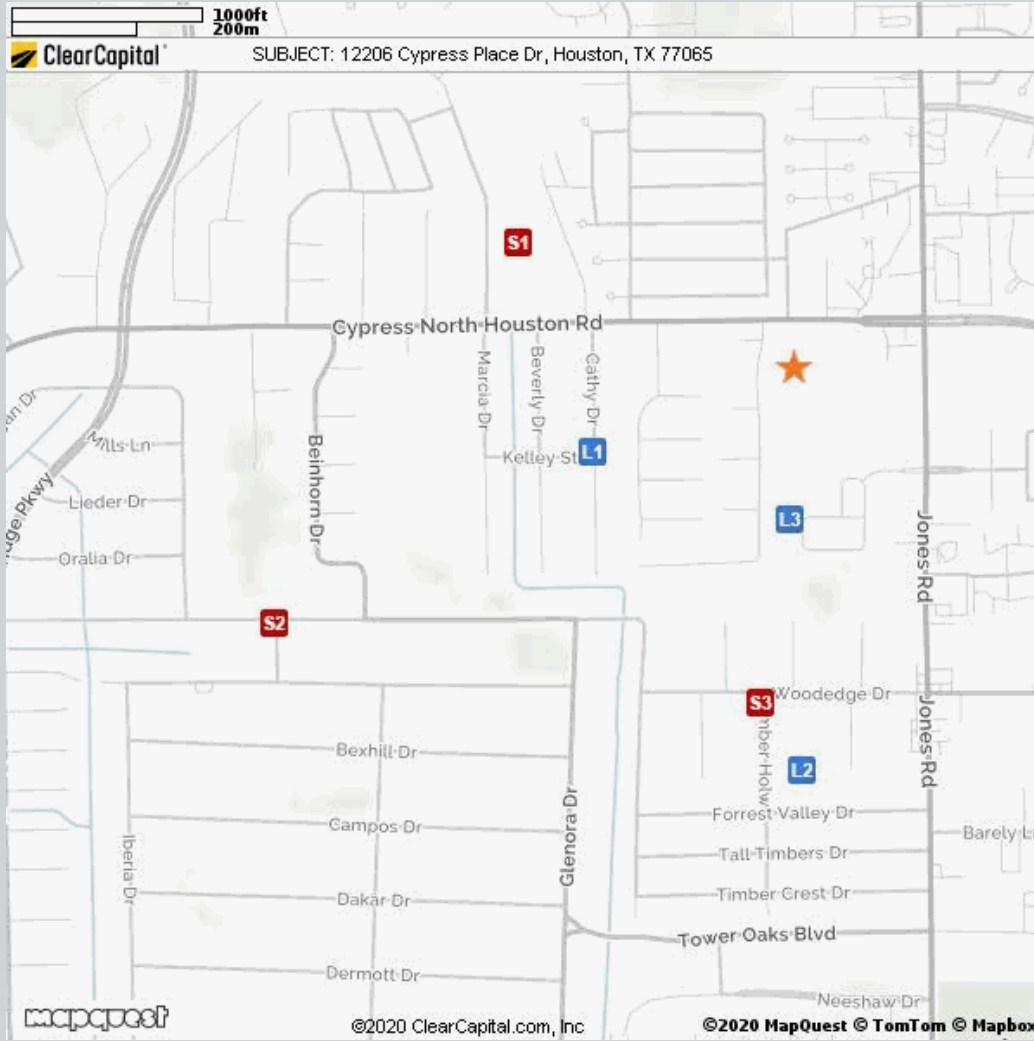 1000ft
200m
ClearCapital
SUBJECT: 12206 Cypress Place Dr, Houston, TX 77065
S1
Cypress North Houston Rd
Marcia Dr
Beverly Dr
Cathy Dr
an Dr
Mills Ln
Beinhorn Dr
Kelley St
L1
Lieder Dr
L3
Jones Rd
Oralia Dr
S2
S3
Woodedge Dr
Jones Rd
Bexhill Dr
L2
Glenora Dr
Forrest Valley Dr
Campos Dr
Barely L
Iberia Dr
Tall Timbers Dr
Dakar Dr
Timber Crest Dr
Tower Oaks Blvd
Dermott Dr
Neeshaw Dr
mapquest
©2020 ClearCapital.com, Inc
©2020 MapQuest © TomTom © Mapbox